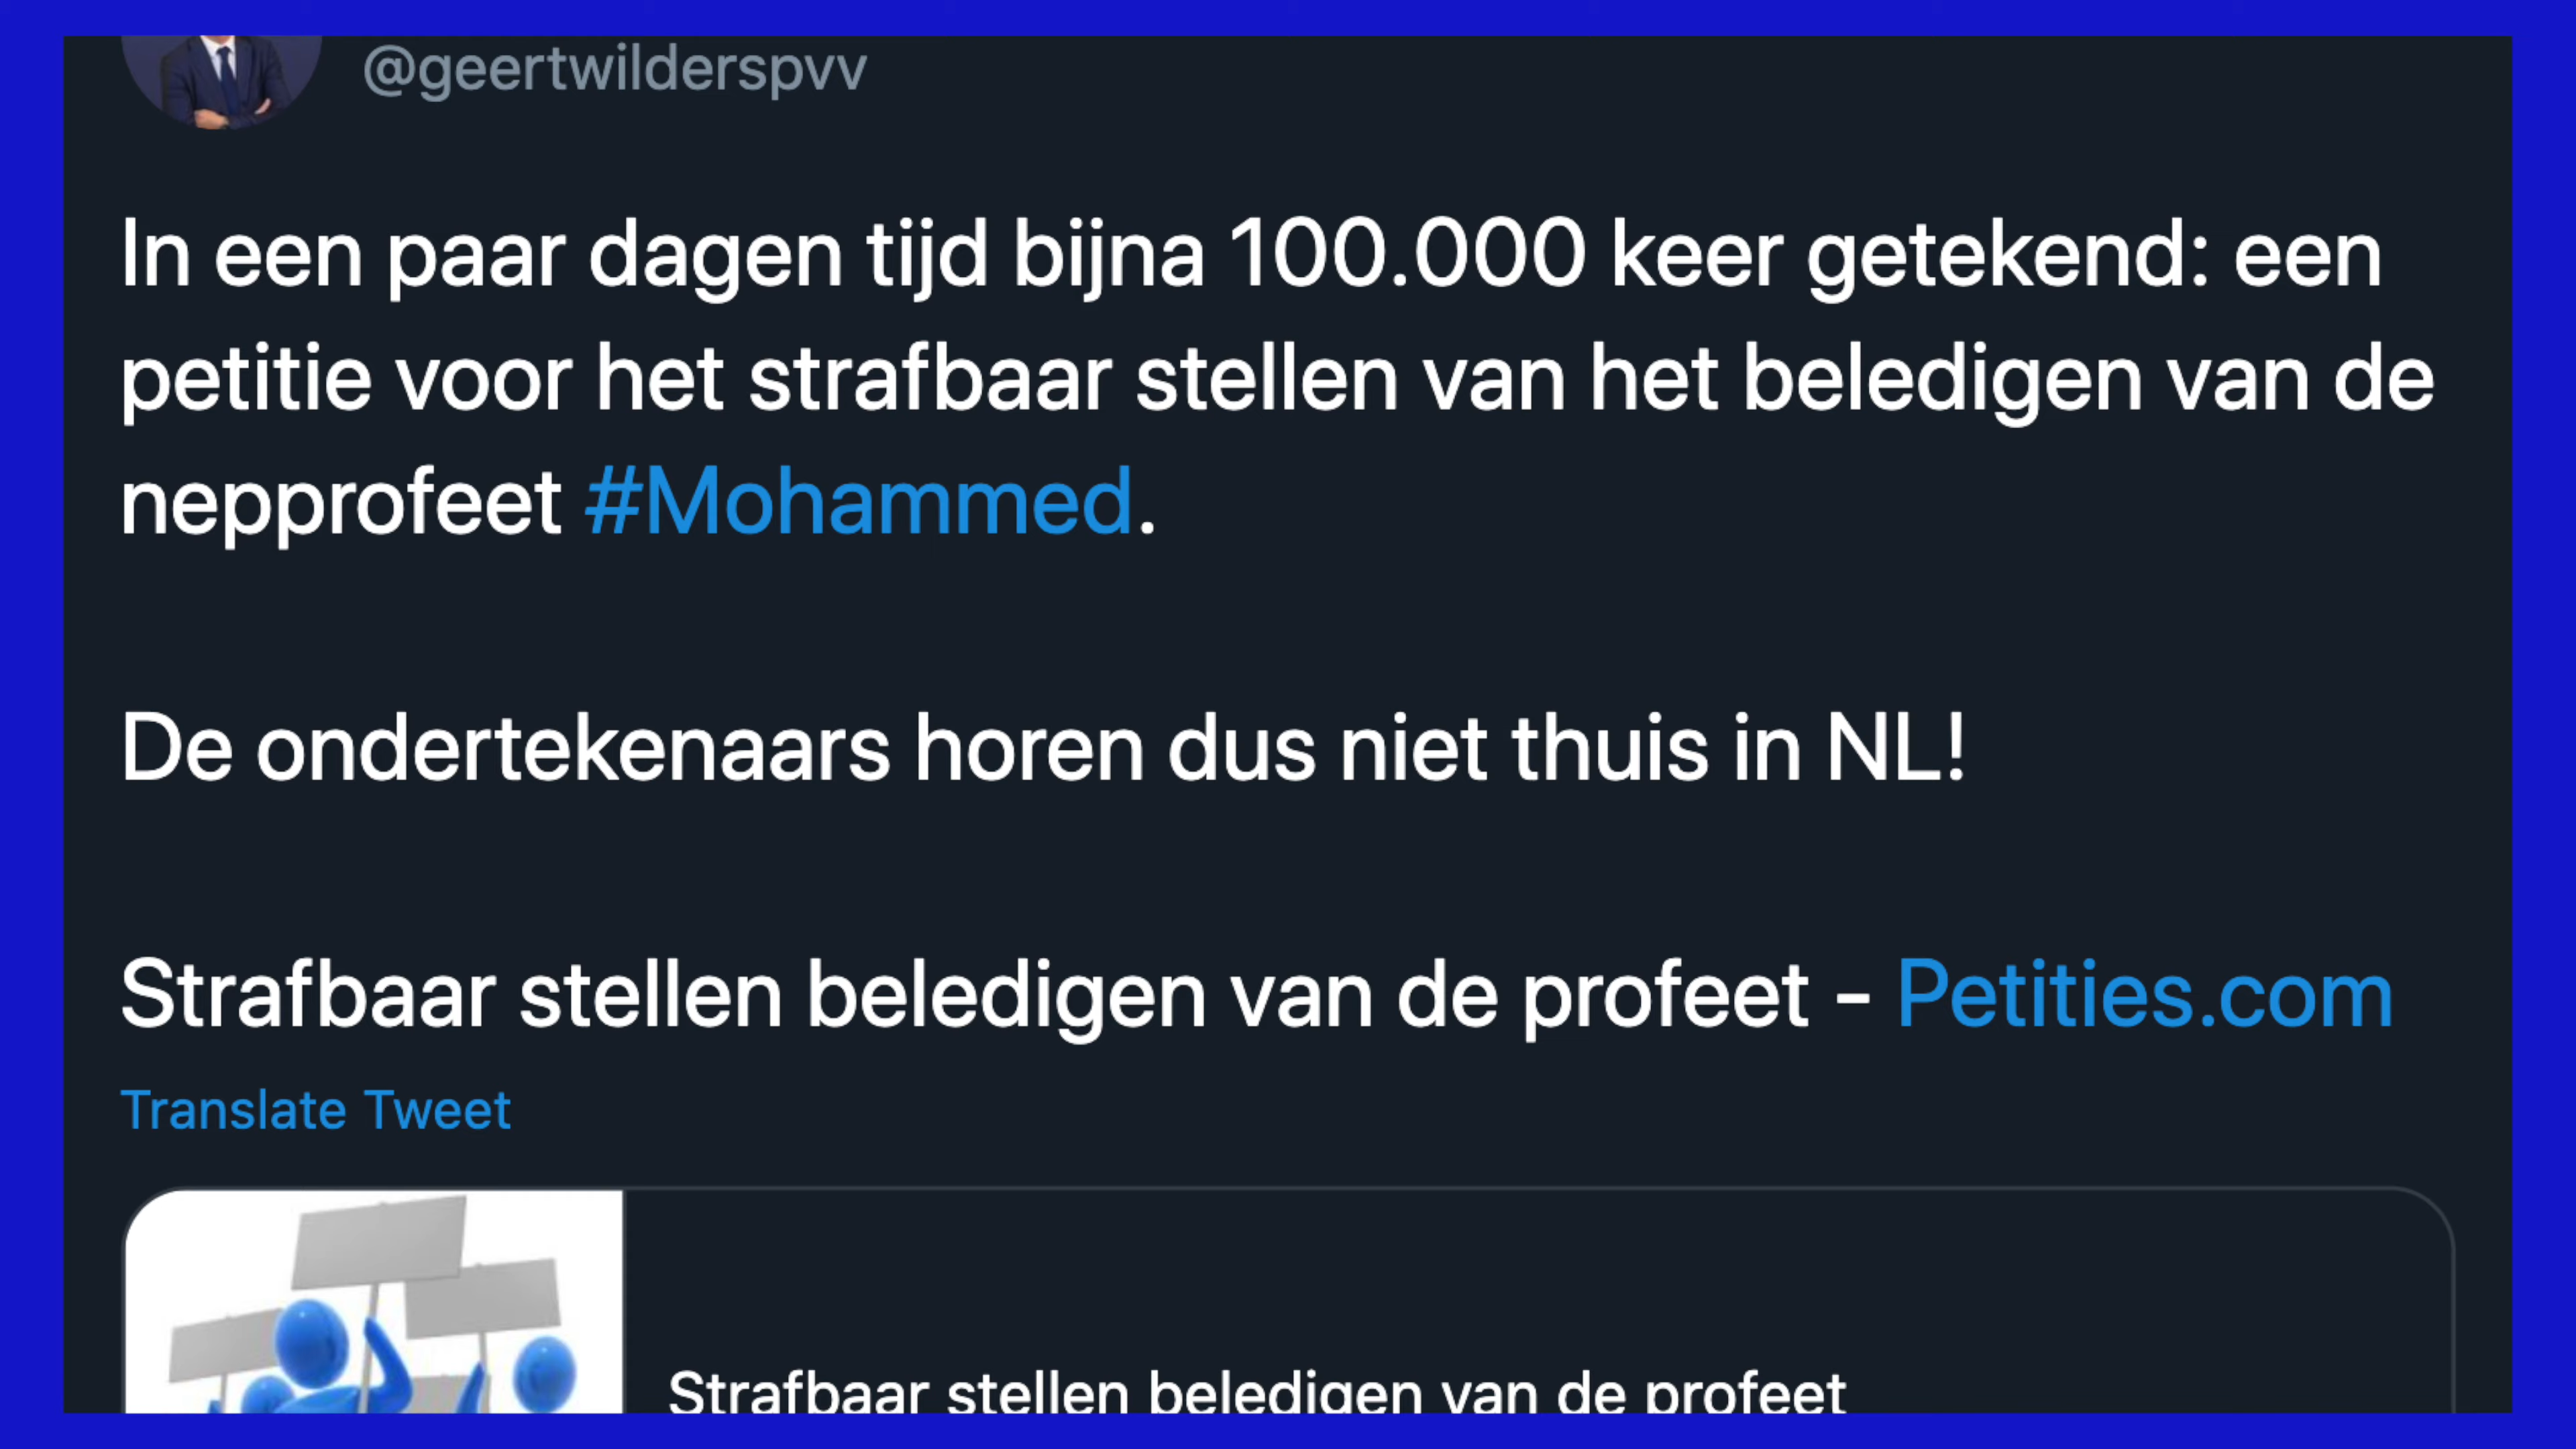 @geertwilderspvv
In een paar dagen tijd bijna 100.000 keer getekend: een
petitie voor het strafbaar stellen van het beledigen van de
nepprofeet #Mohammed.
De ondertekenaars horen dus niet thuis in NL!
Strafbaar stellen beledigen van de profeet - Petities.com
Translate Tweet
Strafbaar stellen beledigen van de profeet